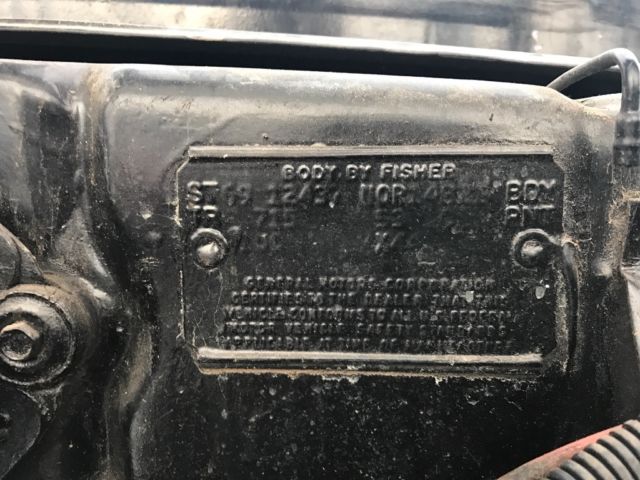 BODY BY FISHER
ST 69 12437 NOR BDY
TR 715 PNT
GENERAL MOTORS CORPORATION
CERTIFIES TO THE DEALER THAT THIS
VEHICLE CONFORMS TO ALL U.S. FEDERAL
MOTOR VEHICLE SAFETY STANDARDS
APPLICABLE AT TIME OF MANUFACTURE